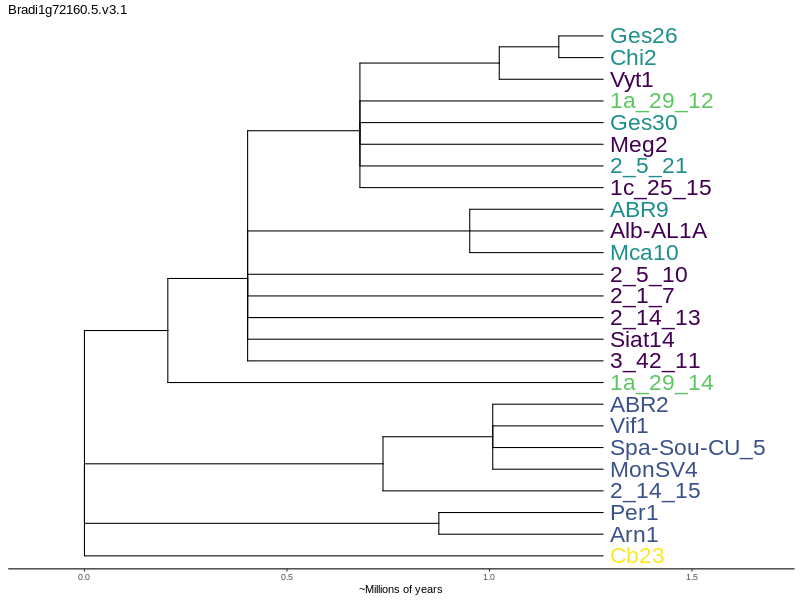 Bradi1g72160.5.v3.1
Ges26
Chi2
Vyt1
1a_29_12
Ges30
Meg2
2_5_21
1c_25_15
ABR9
Alb-AL1A
Mca10
2_5_10
2_1_7
2_14_13
Siat14
3_42_11
1a_29_14
ABR2
Vif1
Spa-Sou-CU_5
MonSV4
2_14_15
Per1
Arn1
Cb23
0.0 0.5 1.0 1.5
~Millions of years